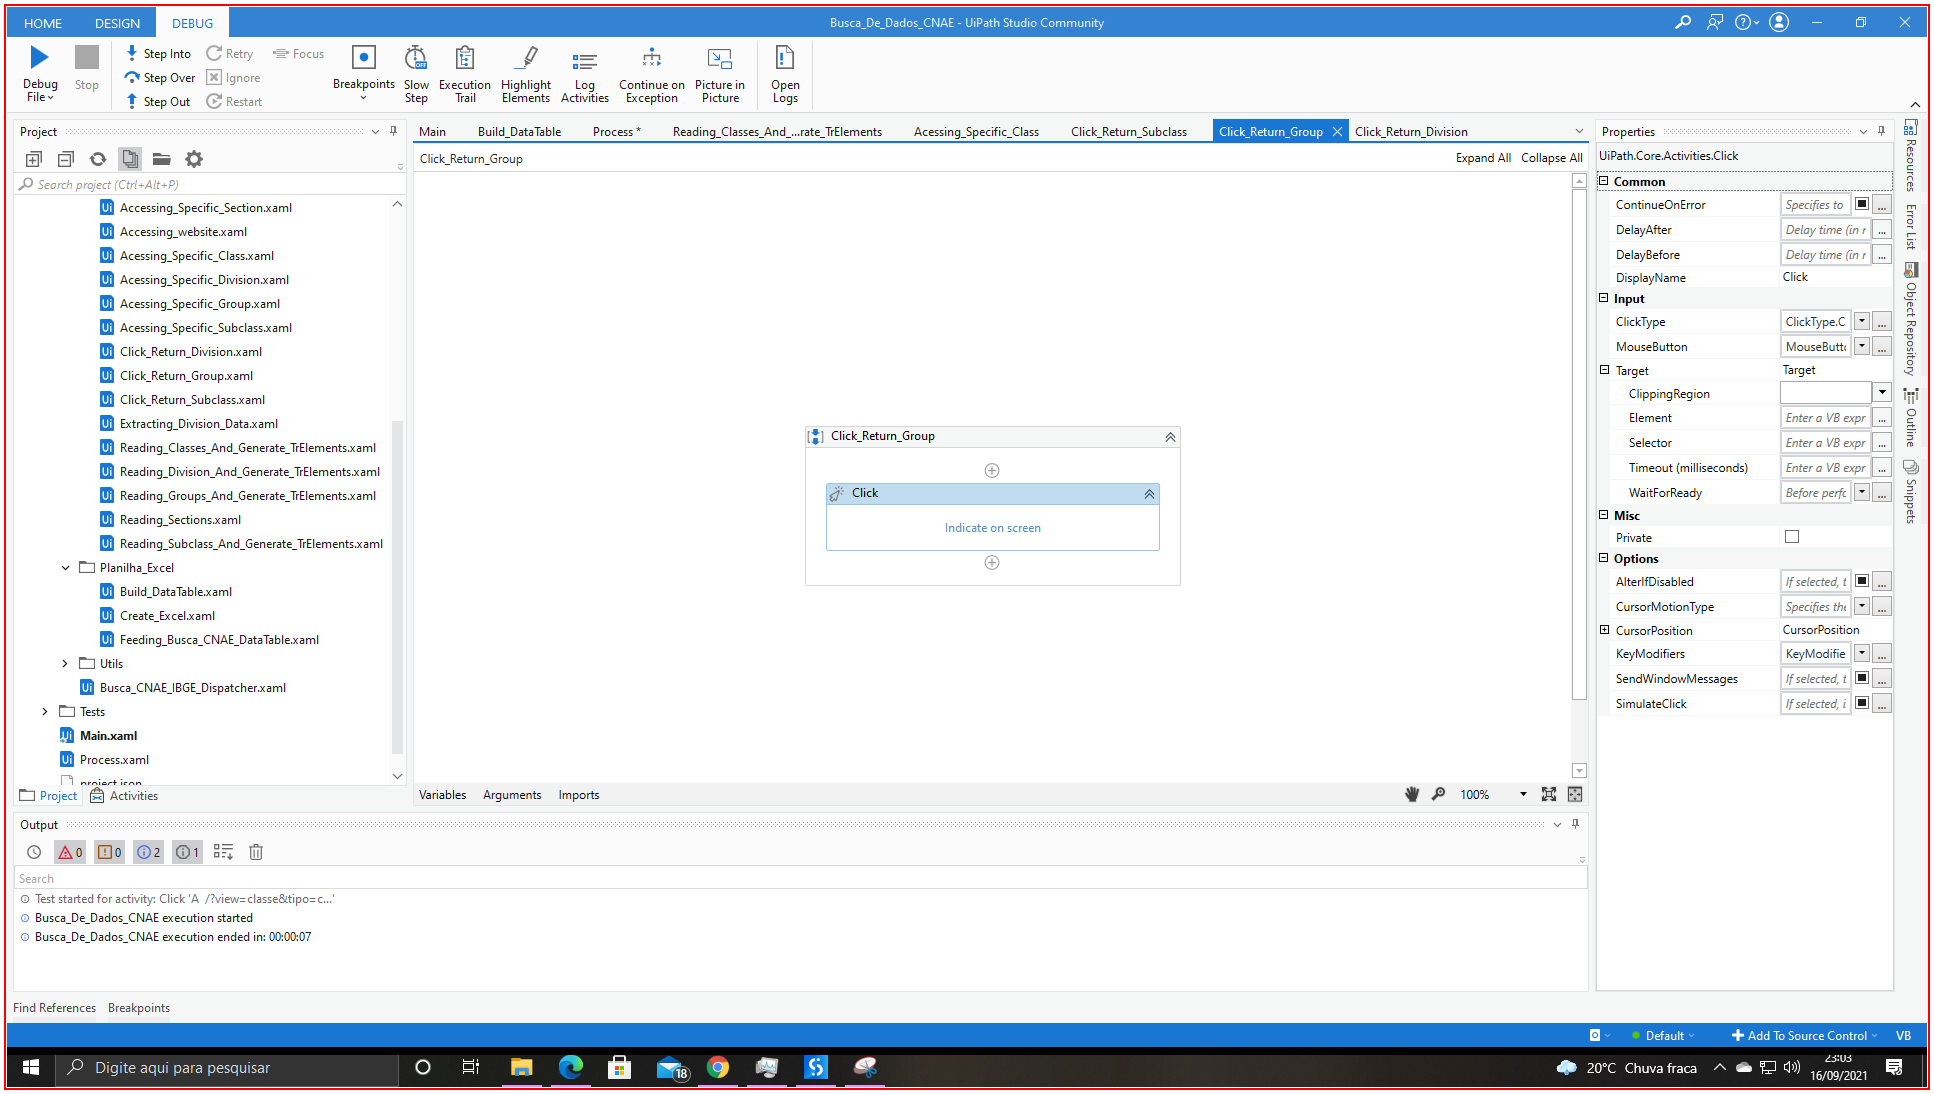 HOME DESIGN DEBUG Busca_De_Dados_CNAE - UiPath Studio Community
Debug File Stop
Step Into Retry Focus
Step Over Ignore
Step Out Restart
Breakpoints Slow Step Execution Trail Highlight Elements Log Activities Continue on Exception Picture in Picture Open Logs
Project
Search project (Ctrl+Alt+P)
Accessing_Specific_Section.xaml
Accessing_website.xaml
Acessing_Specific_Class.xaml
Acessing_Specific_Division.xaml
Acessing_Specific_Group.xaml
Acessing_Specific_Subclass.xaml
Click_Return_Division.xaml
Click_Return_Group.xaml
Click_Return_Subclass.xaml
Extracting_Division_Data.xaml
Reading_Classes_And_Generate_TrElements.xaml
Reading_Division_And_Generate_TrElements.xaml
Reading_Groups_And_Generate_TrElements.xaml
Reading_Sections.xaml
Reading_Subclass_And_Generate_TrElements.xaml
Planilha_Excel
Build_DataTable.xaml
Create_Excel.xaml
Feeding_Busca_CNAE_DataTable.xaml
Utils
Busca_CNAE_IBGE_Dispatcher.xaml
Tests
Main.xaml
Process.xaml
project.json
Project Activities
Main Build_DataTable Process * Reading_Classes_And_...rate_TrElements Acessing_Specific_Class Click_Return_Subclass Click_Return_Group Click_Return_Division
Click_Return_Group Expand All Collapse All
Click_Return_Group
Click
Indicate on screen
Variables Arguments Imports 100%
Properties
UiPath.Core.Activities.Click
Common
ContinueOnError Specifies to ...
DelayAfter Delay time (in r ...
DelayBefore Delay time (in r ...
DisplayName Click
Input
ClickType ClickType.C ...
MouseButton MouseButt ...
Target Target
ClippingRegion
Element Enter a VB expr ...
Selector Enter a VB expr ...
Timeout (milliseconds) Enter a VB expr ...
WaitForReady Before perfc ...
Misc
Private
Options
AlterIfDisabled If selected, t ...
CursorMotionType Specifies the ...
CursorPosition CursorPosition
KeyModifiers KeyModifie ...
SendWindowMessages If selected, t ...
SimulateClick If selected, i ...
Resources
Error List
Object Repository
Outline
Snippets
Output
0 0 2 1
Search
Test started for activity: Click 'A /?view=classe&tipo=c...'
Busca_De_Dados_CNAE execution started
Busca_De_Dados_CNAE execution ended in: 00:00:07
Find References Breakpoints
Default Add To Source Control VB
Digite aqui para pesquisar 18 20°C Chuva fraca 23:03
16/09/2021